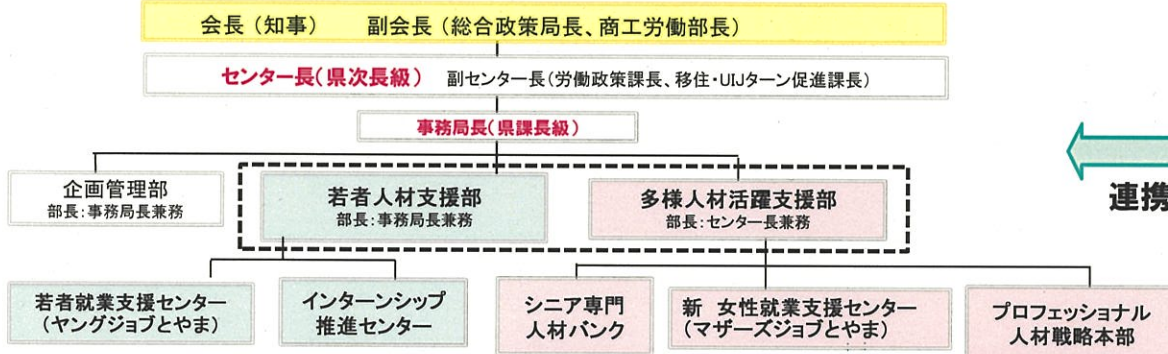 会長（知事）　　副会長（総合政策局長、商工労働部長）
センター長（県次長級）　副センター長（労働政策課長、移住・UIJターン促進課長）
事務局長（県課長級）
企画管理部
部長：事務局長兼務
若者人材支援部
部長：事務局長兼務
多様人材活躍支援部
部長：センター長兼務
連携
若者就業支援センター
（ヤングジョブとやま）
インターンシップ
推進センター
シニア専門
人材バンク
新　女性就業支援センター
（マザーズジョブとやま）
プロフェッショナル
人材戦略本部